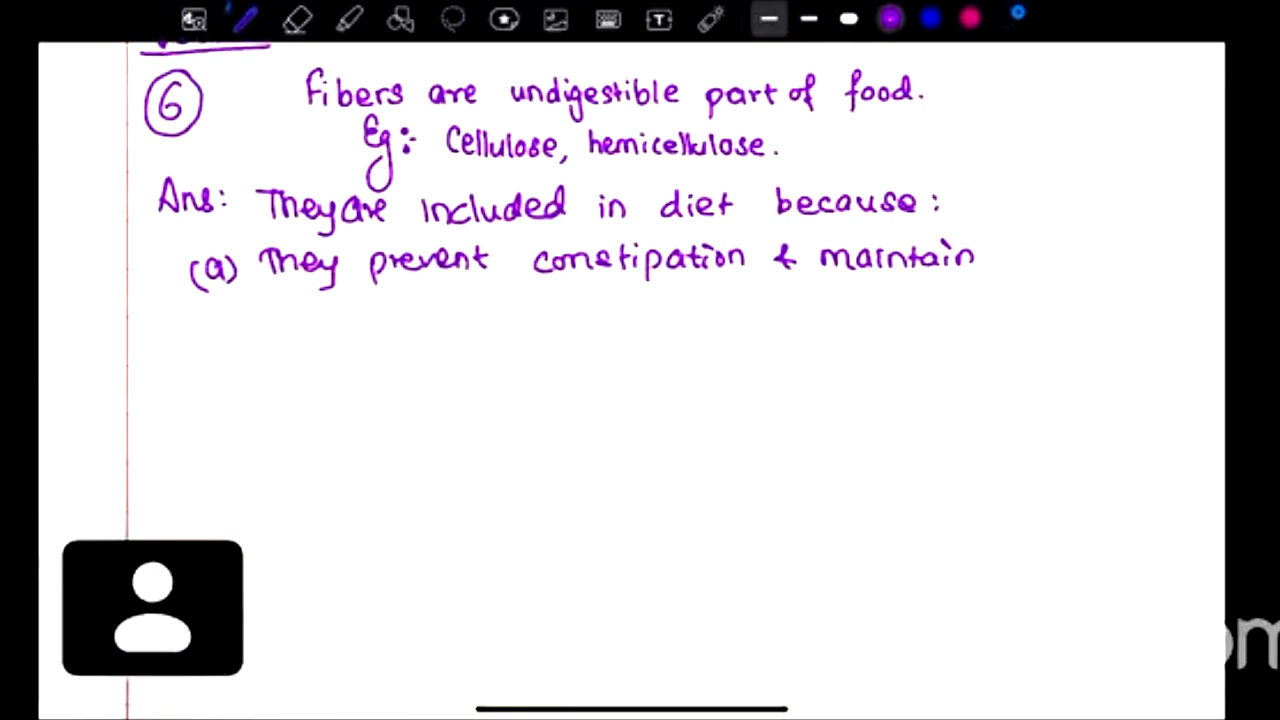 6 Fibers are undigestible part of food.
Eg:- Cellulose, hemicellulose.
Ans: They are included in diet because:
(a) They prevent constipation & maintain